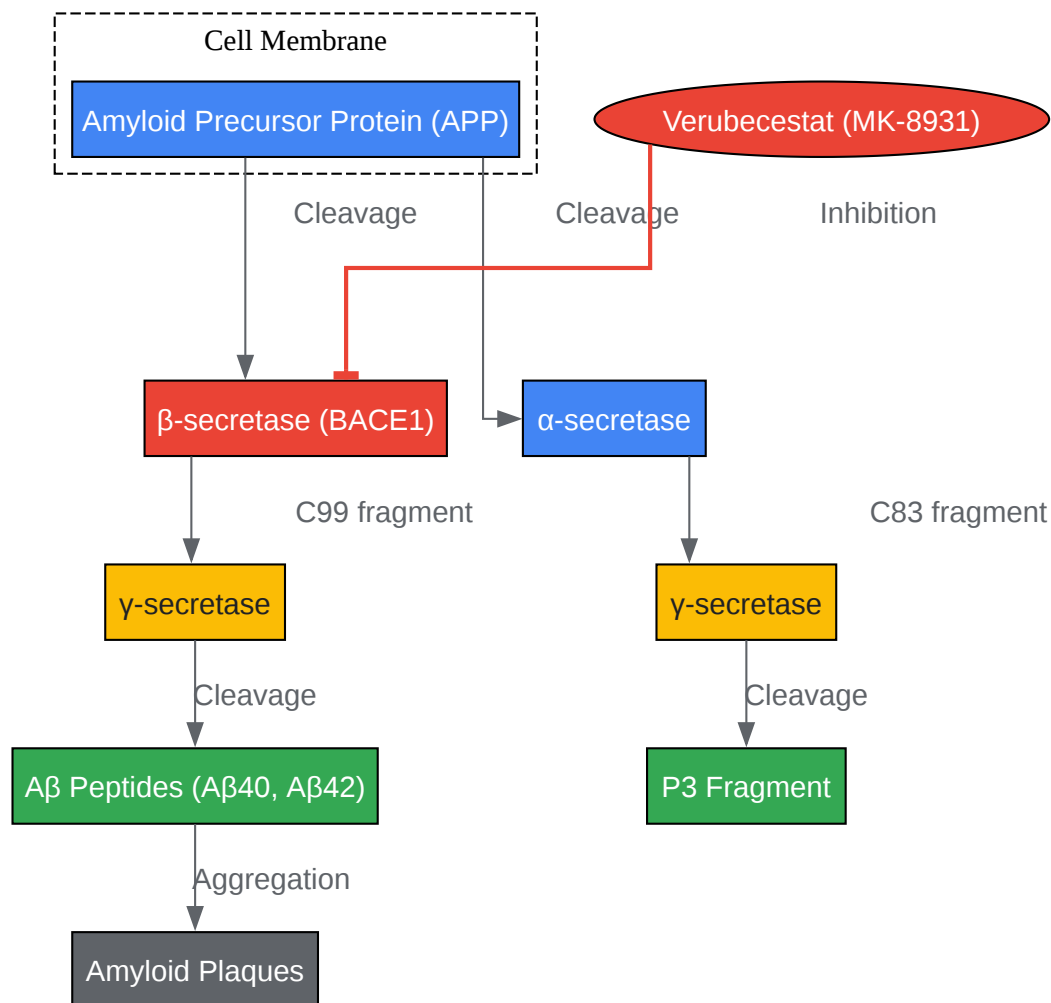 Cell Membrane
Amyloid Precursor Protein (APP)
Verubecestat (MK-8931)
Cleavage
Cleavage
Inhibition
β-secretase (BACE1)
α-secretase
C99 fragment
C83 fragment
γ-secretase
γ-secretase
Cleavage
Cleavage
Aβ Peptides (Aβ40, Aβ42)
P3 Fragment
Aggregation
Amyloid Plaques